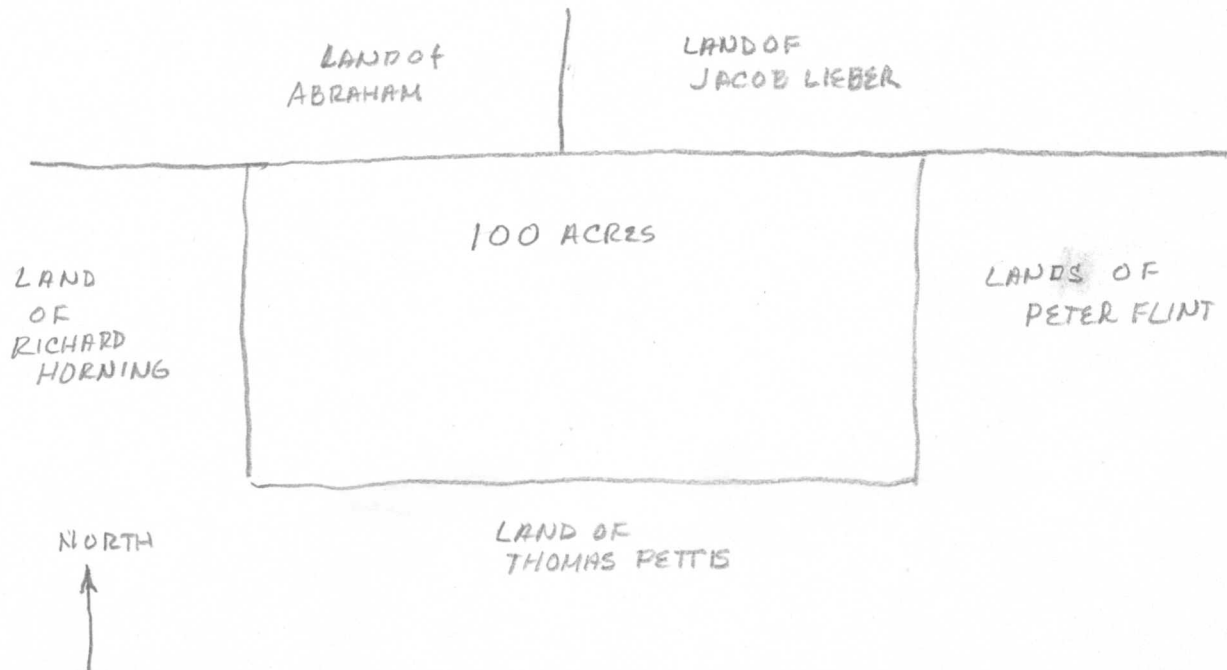 LAND OF
ABRAHAM
LAND OF
JACOB LIEBER
100 ACRES
LAND
OF
RICHARD
HORNING
LANDS OF
PETER FLINT
LAND OF
THOMAS PETTIS
NORTH